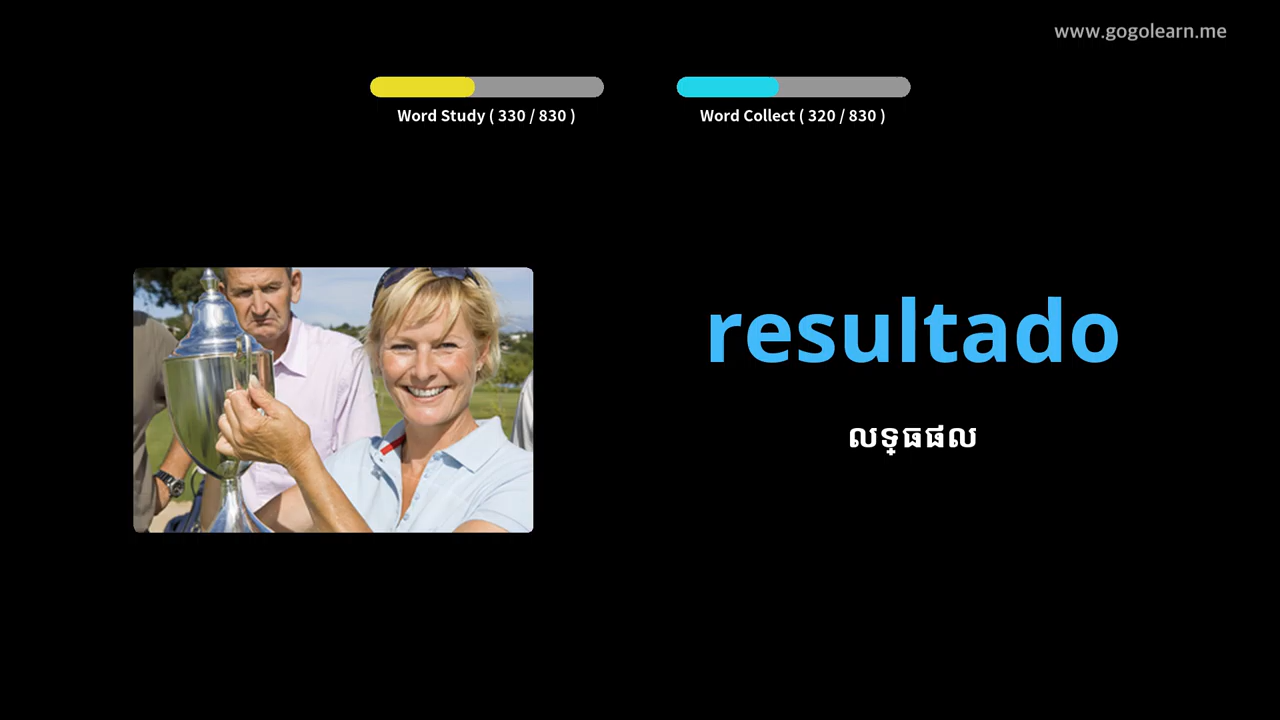 www.gogolearn.me
Word Study ( 330 / 830 )
Word Collect ( 320 / 830 )
resultado
លទ្ធផល